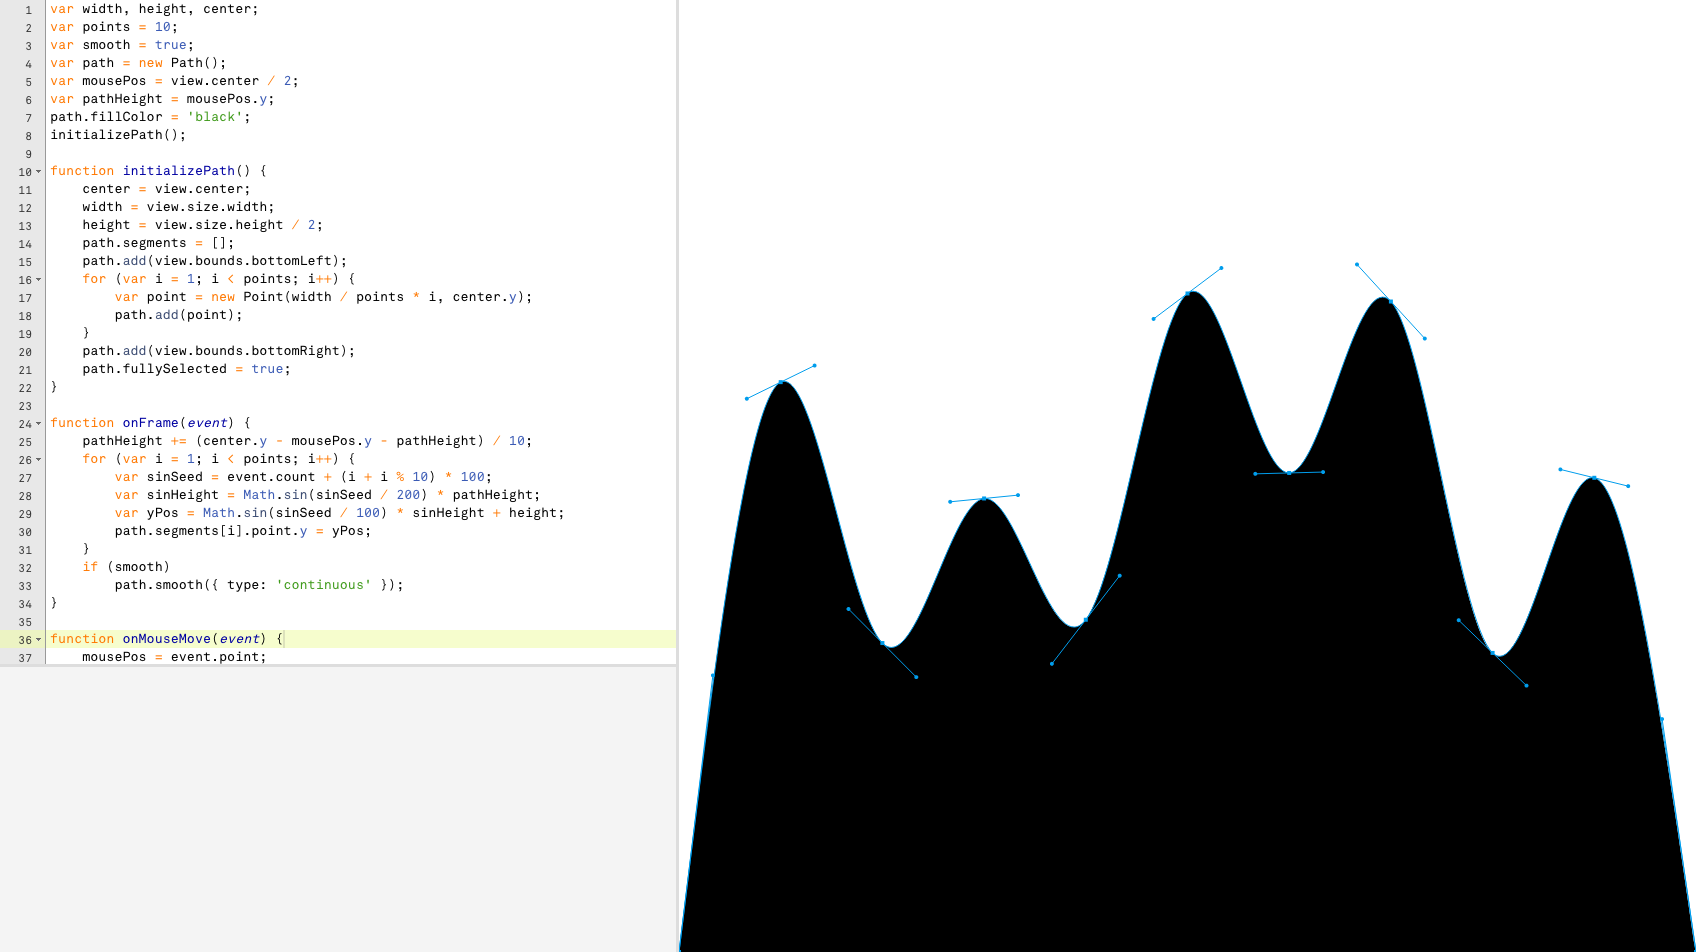 1 var width, height, center;
2 var points = 10;
3 var smooth = true;
4 var path = new Path();
5 var mousePos = view.center / 2;
6 var pathHeight = mousePos.y;
7 path.fillColor = 'black';
8 initializePath();
9
10 function initializePath() {
11     center = view.center;
12     width = view.size.width;
13     height = view.size.height / 2;
14     path.segments = [];
15     path.add(view.bounds.bottomLeft);
16     for (var i = 1; i < points; i++) {
17         var point = new Point(width / points * i, center.y);
18         path.add(point);
19     }
20     path.add(view.bounds.bottomRight);
21     path.fullySelected = true;
22 }
23
24 function onFrame(event) {
25     pathHeight += (center.y - mousePos.y - pathHeight) / 10;
26     for (var i = 1; i < points; i++) {
27         var sinSeed = event.count + (i + i % 10) * 100;
28         var sinHeight = Math.sin(sinSeed / 200) * pathHeight;
29         var yPos = Math.sin(sinSeed / 100) * sinHeight + height;
30         path.segments[i].point.y = yPos;
31     }
32     if (smooth)
33         path.smooth({ type: 'continuous' });
34 }
35
36 function onMouseMove(event) {
37     mousePos = event.point;